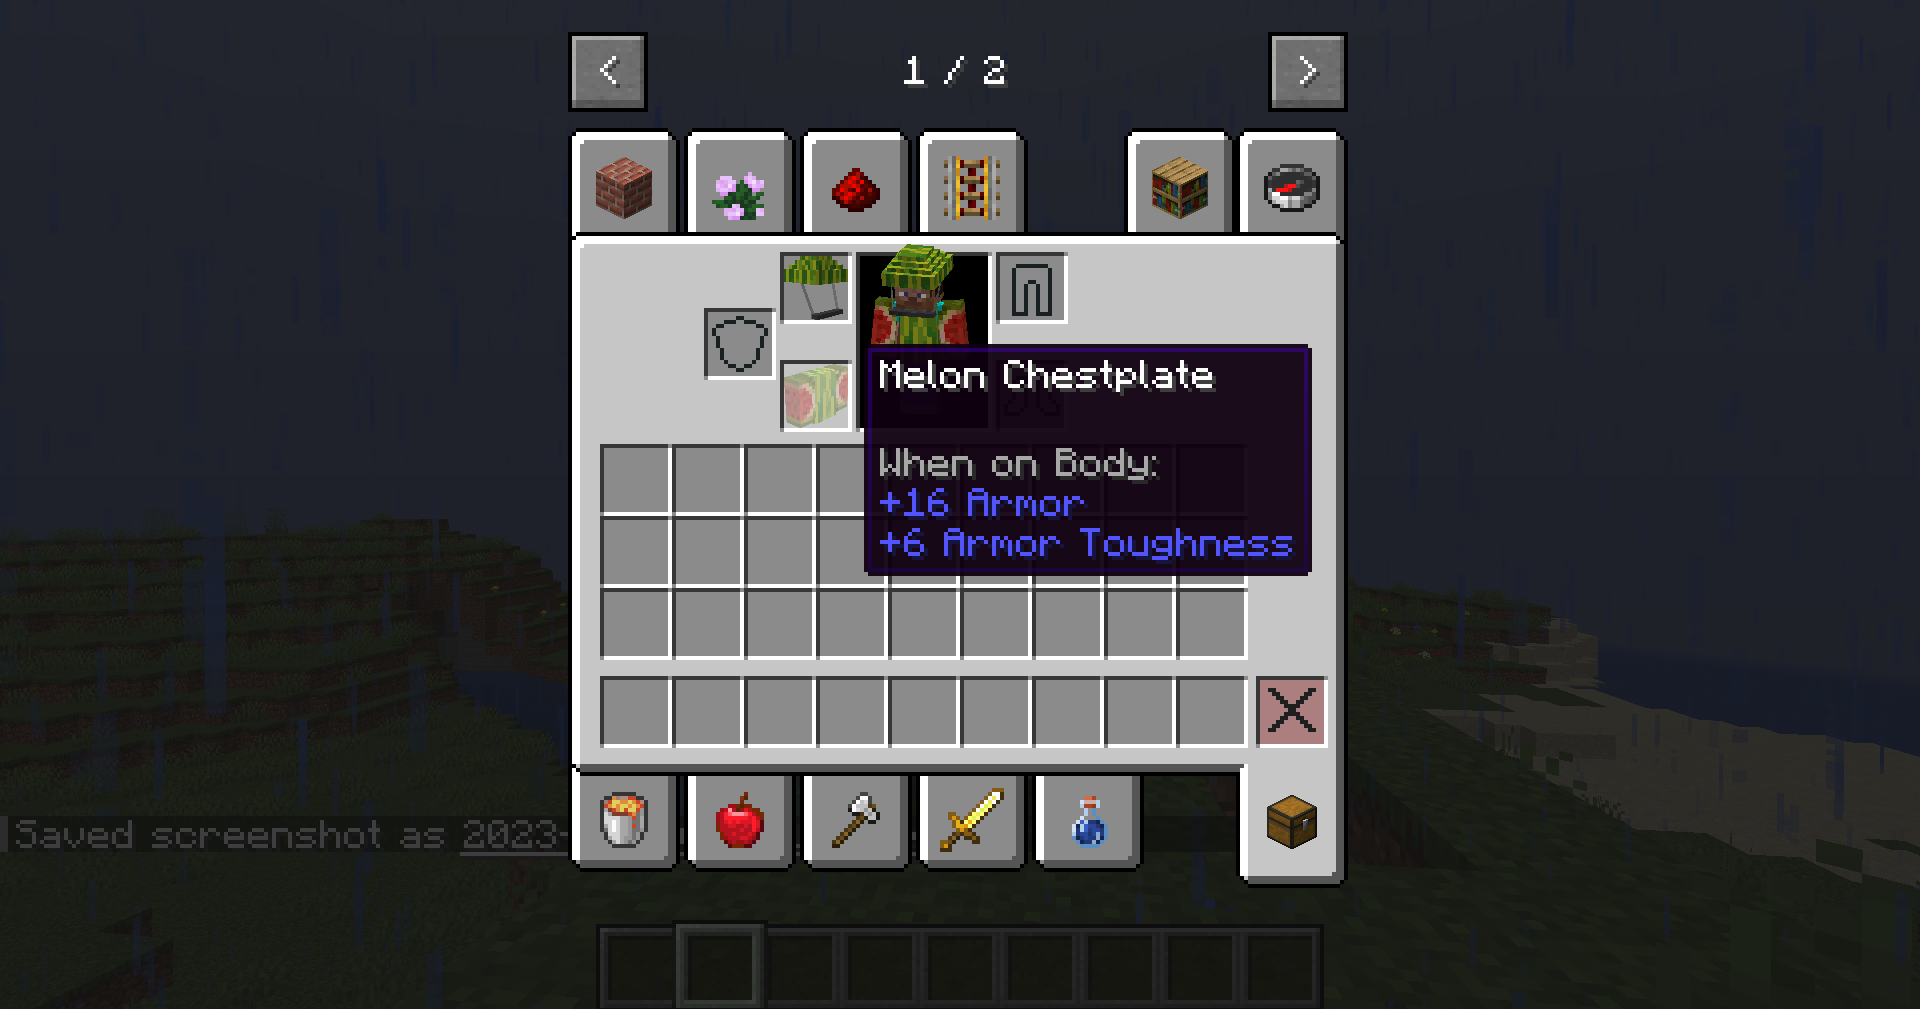 < 1 / 2 >
Melon Chestplate
When on Body:
+16 Armor
+6 Armor Toughness
Saved screenshot as 2023-